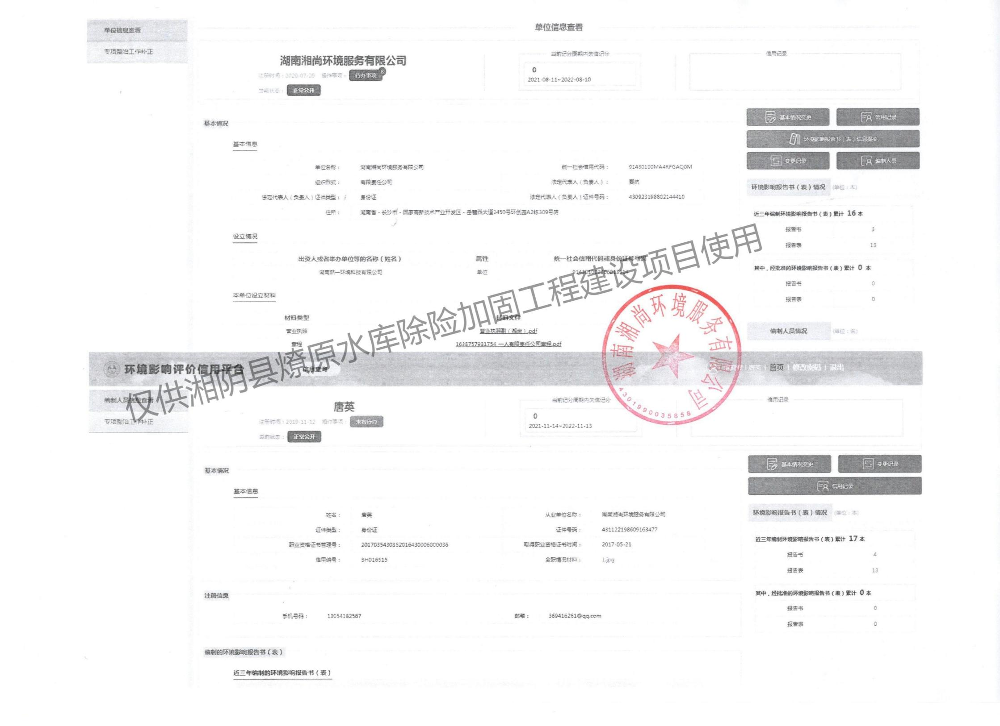 单位信息查看
专项整治工作补正
单位信息查看
湖南湘尚环境服务有限公司
注册时间：2020-07-29 操作事项： 待办事项 8
当前状态： 正常公开
当前记分周期内失信记分
0
2021-08-11~2022-08-10
信用记录
基本情况
基本信息
单位名称： 湖南湘尚环境服务有限公司 统一社会信用代码： 91430100MA4RFGAQ0M
组织形式： 有限责任公司 法定代表人（负责人）： 夏抗
法定代表人（负责人）证件类型： 身份证 法定代表人（负责人）证件号码： 430923198802144410
住所： 湖南省 - 长沙市 - 国家高新技术产业开发区 - 岳麓西大道2450号环创园A2栋309号房
设立情况
出资人或者举办单位等的名称（姓名） 属性 统一社会信用代码或身份证件号码
湖南然一环境科技有限公司 单位
本单位设立材料
材料类型 材料文件
营业执照 营业执照副（湘尚）.pdf
章程 1638757931754 一人有限责任公司章程.pdf
基本情况变更 信用记录
环境影响报告书（表）信息提交
变更记录 编制人员
环境影响报告书（表）情况 （单位：本）
近三年编制环境影响报告书（表）累计 16 本
报告书 3
报告表 13
其中，经批准的环境影响报告书（表）累计 0 本
报告书 0
报告表 0
编制人员情况 （单位：名）
仅供湘阴县燎原水库除险加固工程建设项目使用
湖南湘尚环境服务有限公司
4301990035858
环境影响评价信用平台 信息查询 唐英 | 首页 | 修改密码 | 退出
编制人员信息查看
专项整治工作补正
唐英
注册时间：2019-11-12 操作事项： 未有待办
当前状态： 正常公开
当前记分周期内失信记分
0
2021-11-14~2022-11-13
信用记录
基本情况
基本信息
姓名： 唐英 从业单位名称： 湖南湘尚环境服务有限公司
证件类型： 身份证 证件号码： 431122198609163477
职业资格证书管理号： 2017035430352016430006000036 取得职业资格证书时间： 2017-05-21
信用编号： BH016515 全职情况材料： 1.jpg
注册信息
手机号码： 13054182567 邮箱： 369416261@qq.com
编制的环境影响报告书（表）
近三年编制的环境影响报告书（表）
基本情况变更 变更记录
信用记录
环境影响报告书（表）情况 （单位：本）
近三年编制环境影响报告书（表）累计 17 本
报告书 4
报告表 13
其中，经批准的环境影响报告书（表）累计 0 本
报告书 0
报告表 0